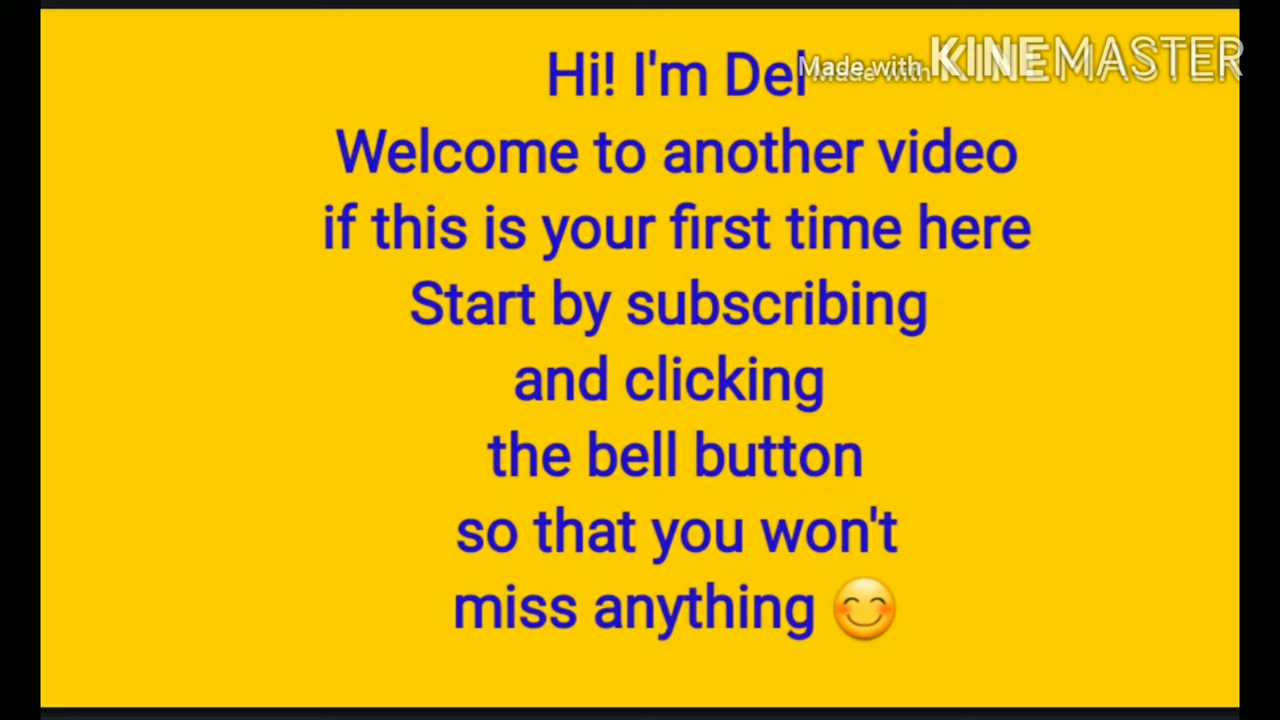 Hi! I'm Del
Made with KINEMASTER
Welcome to another video
if this is your first time here
Start by subscribing
and clicking
the bell button
so that you won't
miss anything 😊